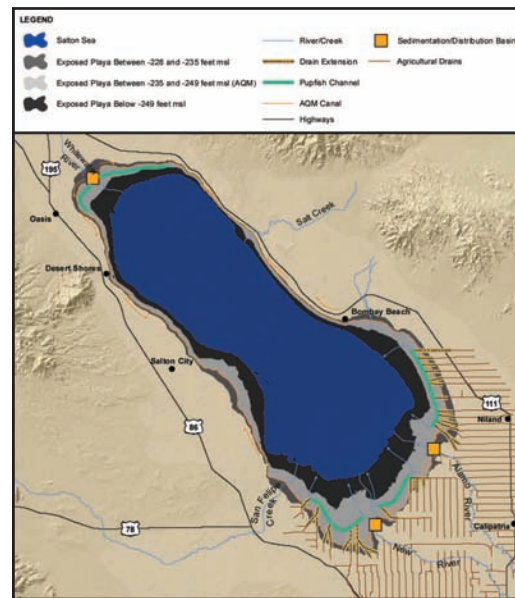 LEGEND
Salton Sea
Exposed Playa Between -228 and -235 feet msl
Exposed Playa Between -235 and -249 feet msl (AQM)
Exposed Playa Below -249 feet msl
River/Creek
Drain Extension
Pupfish Channel
AQM Canal
Highways
Sedimentation/Distribution Basin
Agricultural Drains
River
195
Oasis
Salt Creek
Desert Shores
Bombay Beach
Salton City
111
Niland
86
Alamo River
San Felipe Creek
78
Calipatria
New River